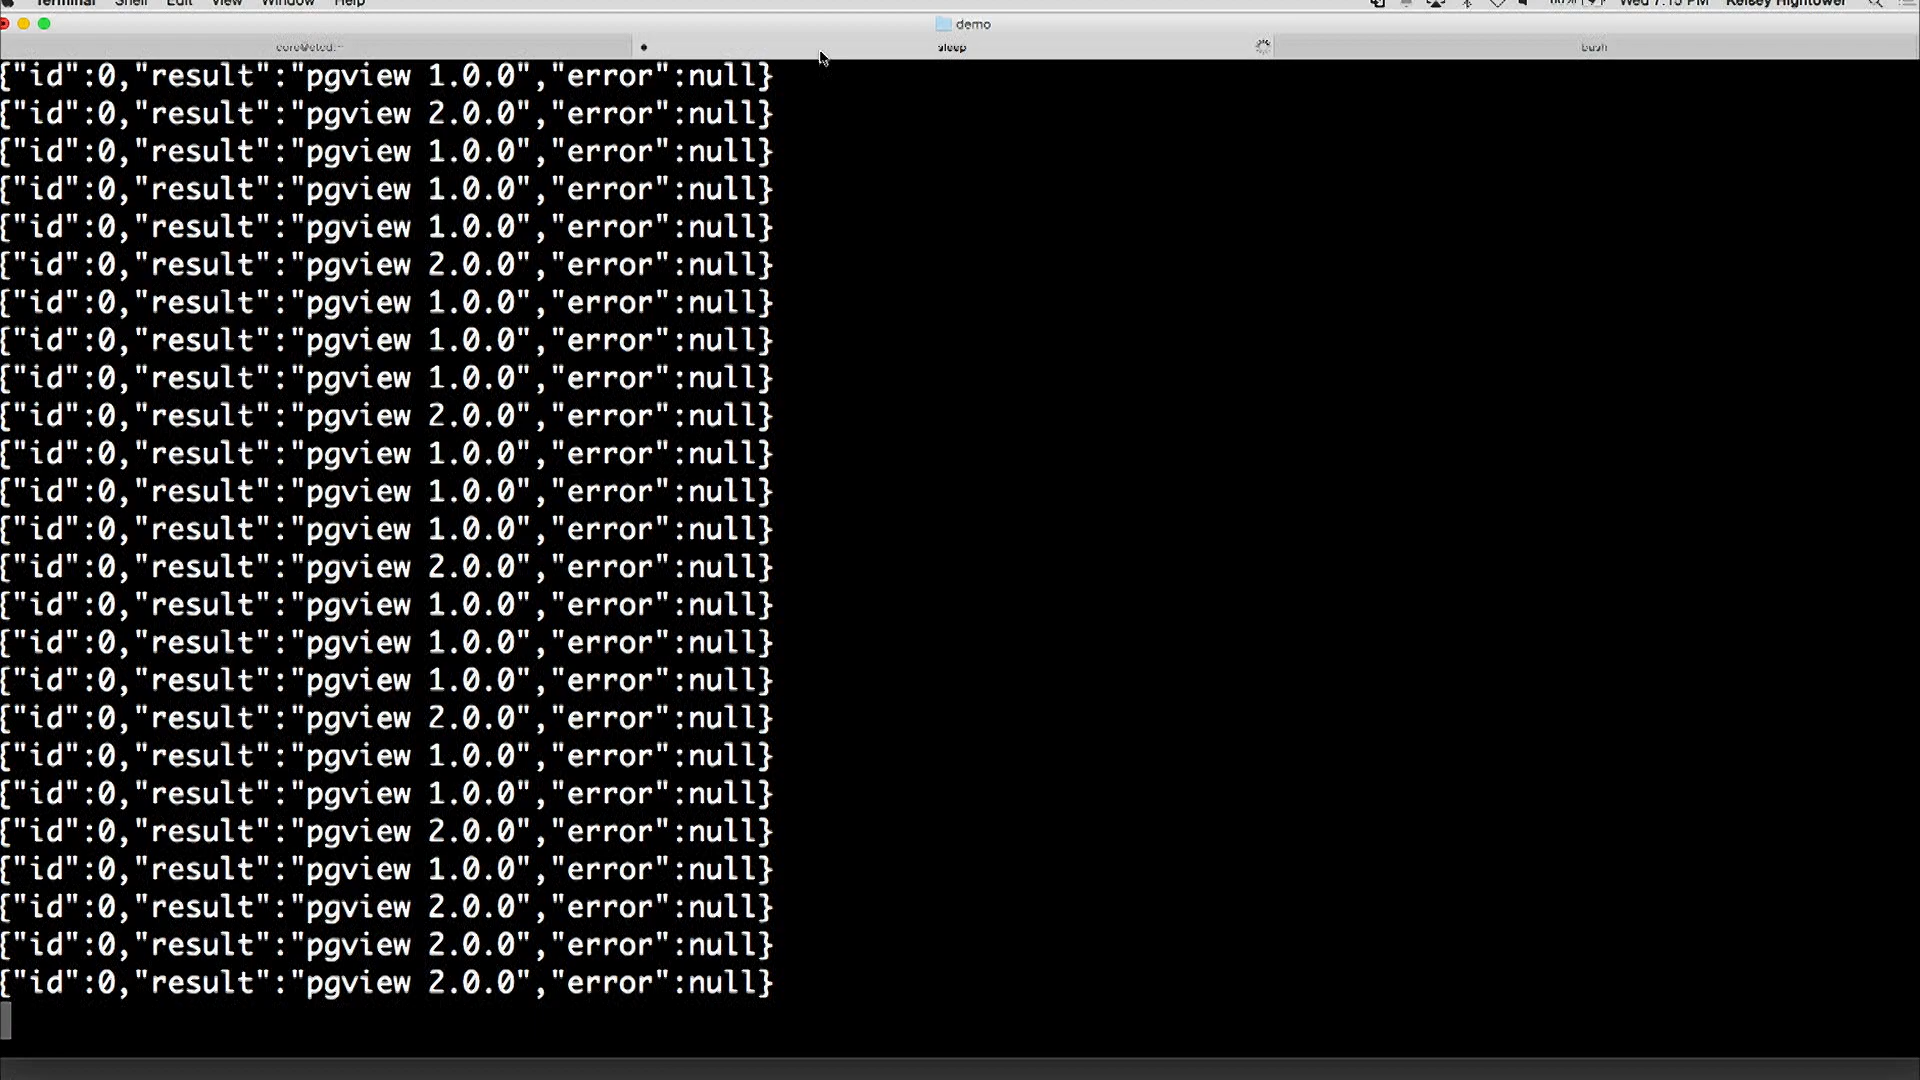 Terminal Shell Edit View Window Help Wed 7:15 PM Kelsey Hightower
demo
core@etcd:~ sleep bash
{"id":0,"result":"pgview 1.0.0","error":null}
{"id":0,"result":"pgview 2.0.0","error":null}
{"id":0,"result":"pgview 1.0.0","error":null}
{"id":0,"result":"pgview 1.0.0","error":null}
{"id":0,"result":"pgview 1.0.0","error":null}
{"id":0,"result":"pgview 2.0.0","error":null}
{"id":0,"result":"pgview 1.0.0","error":null}
{"id":0,"result":"pgview 1.0.0","error":null}
{"id":0,"result":"pgview 1.0.0","error":null}
{"id":0,"result":"pgview 2.0.0","error":null}
{"id":0,"result":"pgview 1.0.0","error":null}
{"id":0,"result":"pgview 1.0.0","error":null}
{"id":0,"result":"pgview 1.0.0","error":null}
{"id":0,"result":"pgview 2.0.0","error":null}
{"id":0,"result":"pgview 1.0.0","error":null}
{"id":0,"result":"pgview 1.0.0","error":null}
{"id":0,"result":"pgview 1.0.0","error":null}
{"id":0,"result":"pgview 2.0.0","error":null}
{"id":0,"result":"pgview 1.0.0","error":null}
{"id":0,"result":"pgview 1.0.0","error":null}
{"id":0,"result":"pgview 2.0.0","error":null}
{"id":0,"result":"pgview 1.0.0","error":null}
{"id":0,"result":"pgview 2.0.0","error":null}
{"id":0,"result":"pgview 2.0.0","error":null}
{"id":0,"result":"pgview 2.0.0","error":null}